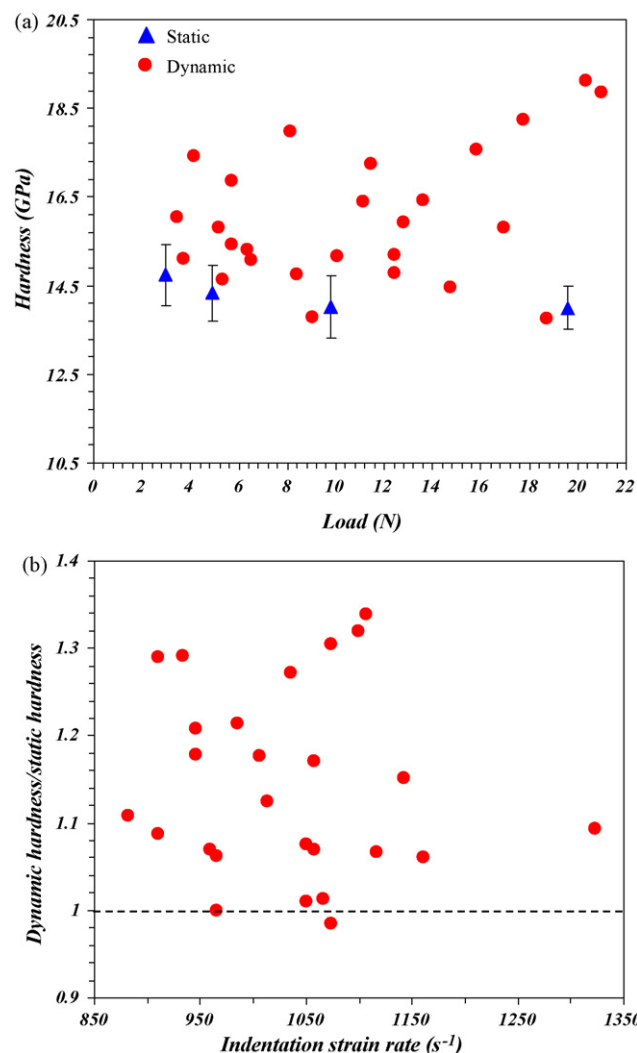 (a)
20.5
Static
Dynamic
18.5
16.5
14.5
12.5
10.5
Hardness (GPa)
0 2 4 6 8 10 12 14 16 18 20 22
Load (N)
(b)
1.4
1.3
1.2
1.1
1
0.9
Dynamic hardness/static hardness
850 950 1050 1150 1250 1350
Indentation strain rate (s⁻¹)